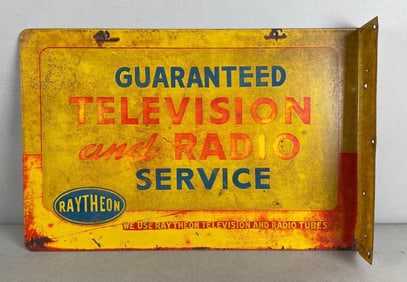 GUARANTEED
TELEVISION
and RADIO
SERVICE
RAYTHEON
WE USE RAYTHEON TELEVISION AND RADIO TUBES